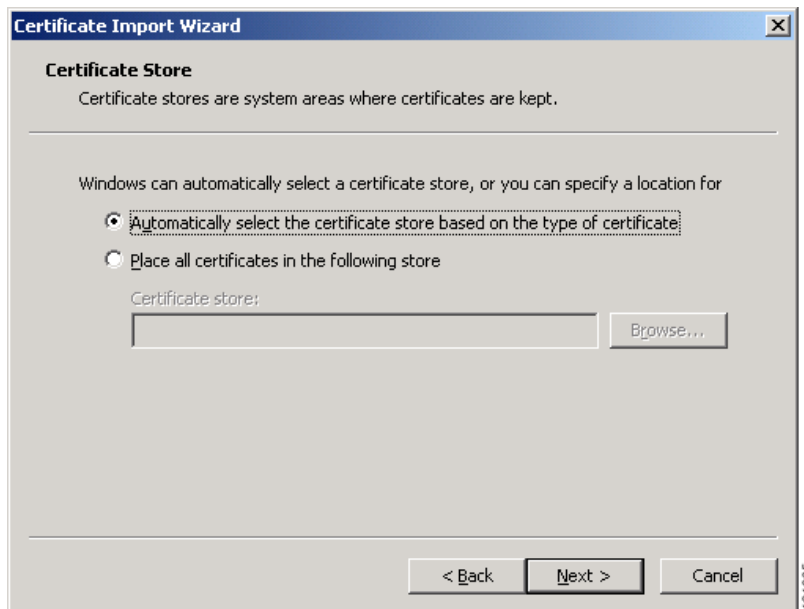 Certificate Import Wizard
Certificate Store
Certificate stores are system areas where certificates are kept.
Windows can automatically select a certificate store, or you can specify a location for
Automatically select the certificate store based on the type of certificate
Place all certificates in the following store
Certificate store:
Browse...
< Back
Next >
Cancel